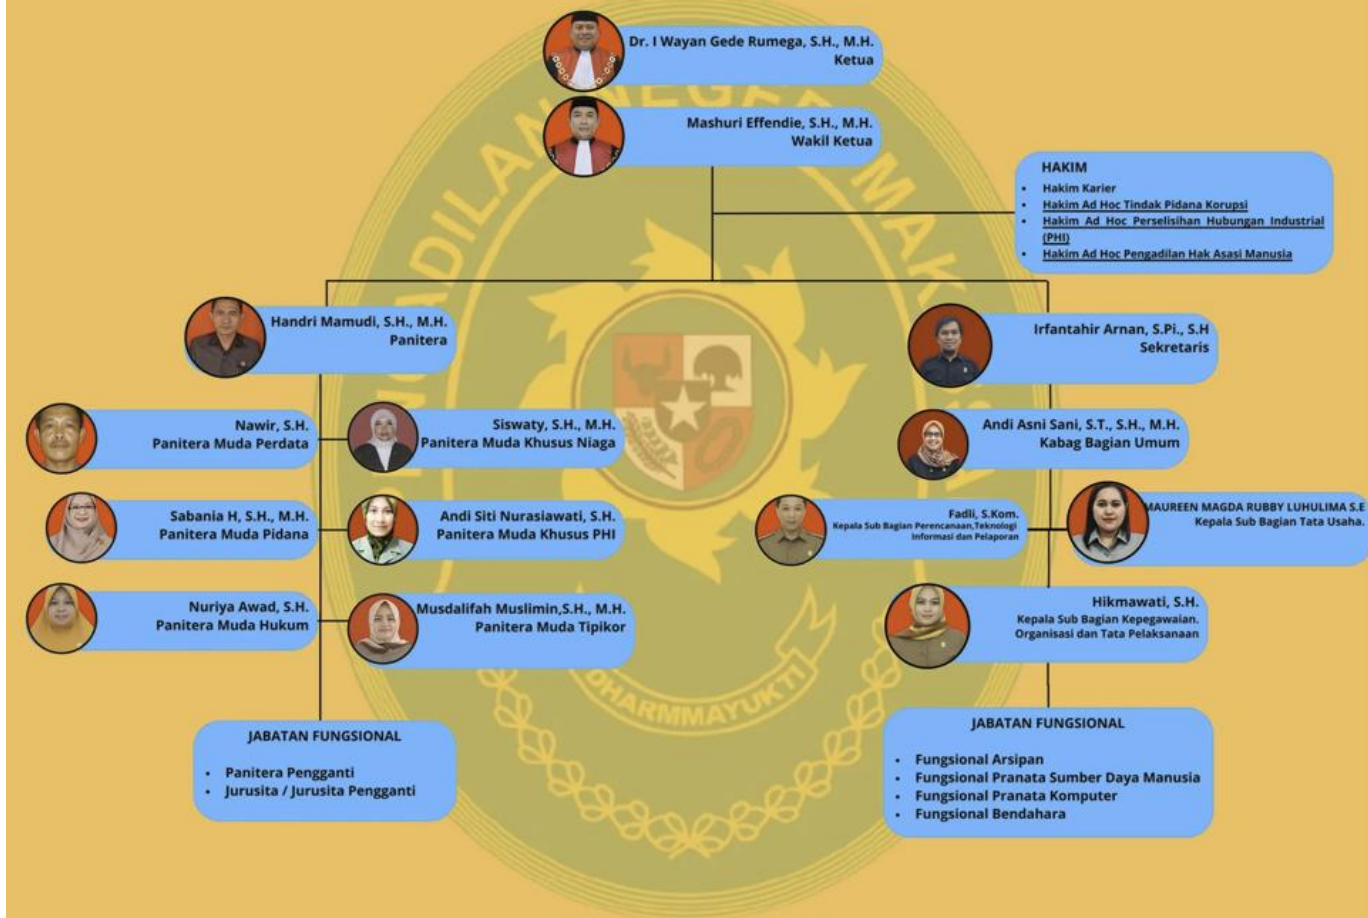 Dr. I Wayan Gede Rumega, S.H., M.H.
Ketua
Mashuri Effendie, S.H., M.H.
Wakil Ketua
HAKIM
• Hakim Karier
• Hakim Ad Hoc Tindak Pidana Korupsi
• Hakim Ad Hoc Perselisihan Hubungan Industrial
(PHI)
• Hakim Ad Hoc Pengadilan Hak Asasi Manusia
Handri Mamudi, S.H., M.H.
Panitera
Irfantahir Arnan, S.Pi., S.H
Sekretaris
Nawir, S.H.
Panitera Muda Perdata
Siswaty, S.H., M.H.
Panitera Muda Khusus Niaga
Andi Asni Sani, S.T., S.H., M.H.
Kabag Bagian Umum
Sabania H, S.H., M.H.
Panitera Muda Pidana
Andi Siti Nurasiawati, S.H.
Panitera Muda Khusus PHI
Fadli, S.Kom.
Kepala Sub Bagian Perencanaan,Teknologi
Informasi dan Pelaporan
MAUREEN MAGDA RUBBY LUHULIMA S.E
Kepala Sub Bagian Tata Usaha.
Nuriya Awad, S.H.
Panitera Muda Hukum
Musdalifah Muslimin,S.H., M.H.
Panitera Muda Tipikor
Hikmawati, S.H.
Kepala Sub Bagian Kepegawaian.
Organisasi dan Tata Pelaksanaan
JABATAN FUNGSIONAL
• Panitera Pengganti
• Jurusita / Jurusita Pengganti
JABATAN FUNGSIONAL
• Fungsional Arsipan
• Fungsional Pranata Sumber Daya Manusia
• Fungsional Pranata Komputer
• Fungsional Bendahara
DHARMMAYUKTI